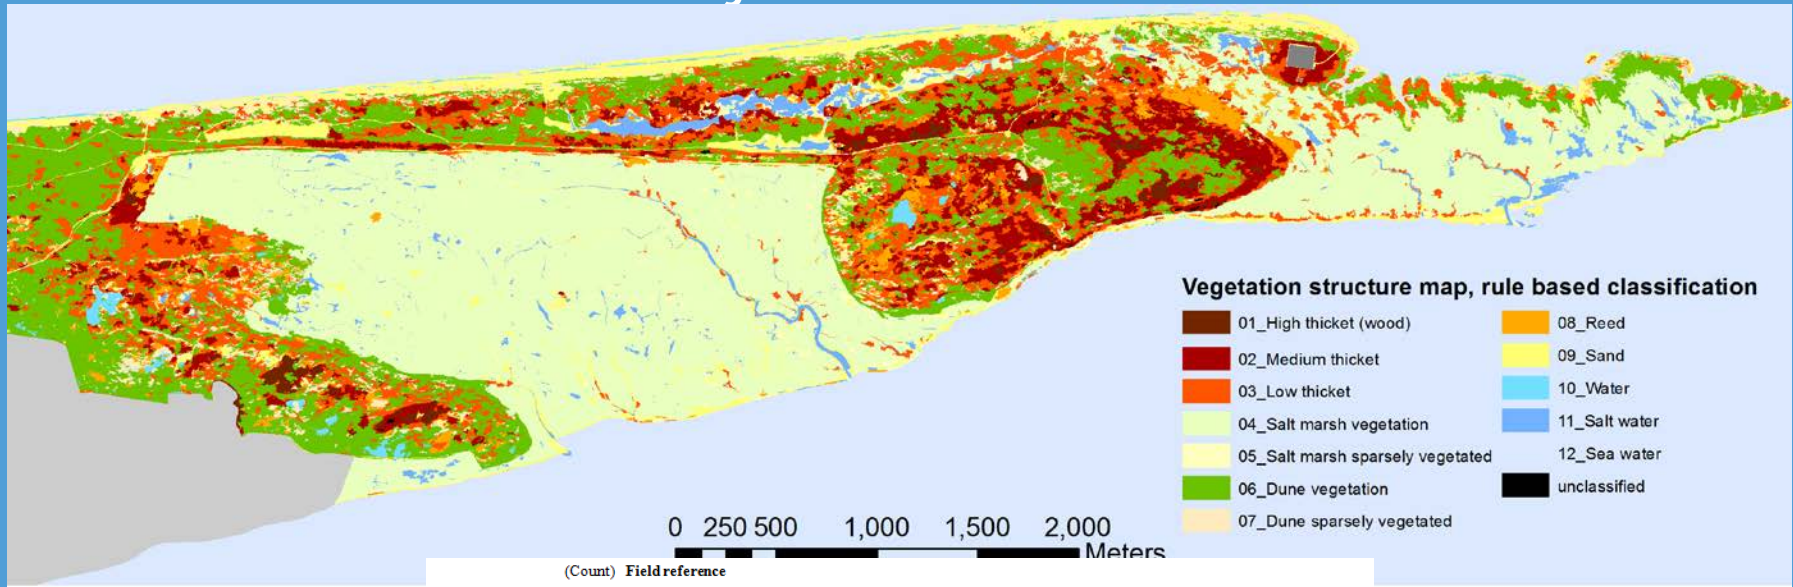 Vegetation structure map, rule based classification
01_High thicket (wood)
02_Medium thicket
03_Low thicket
04_Salt marsh vegetation
05_Salt marsh sparsely vegetated
06_Dune vegetation
07_Dune sparsely vegetated
08_Reed
09_Sand
10_Water
11_Salt water
12_Sea water
unclassified
0 250 500 1,000 1,500 2,000
Meters
(Count) Field reference